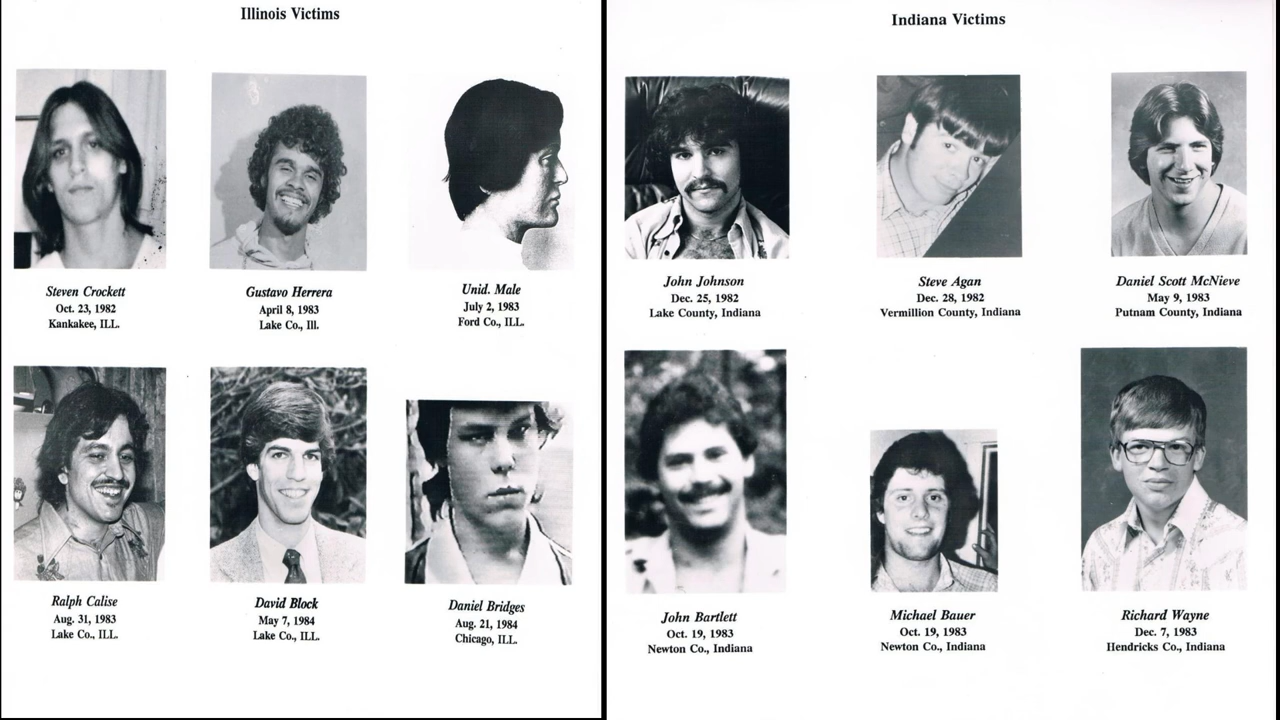 Illinois Victims
Steven Crockett
Oct. 23, 1982
Kankakee, ILL.
Gustavo Herrera
April 8, 1983
Lake Co., Ill.
Unid. Male
July 2, 1983
Ford Co., ILL.
Ralph Calise
Aug. 31, 1983
Lake Co., ILL.
David Block
May 7, 1984
Lake Co., ILL.
Daniel Bridges
Aug. 21, 1984
Chicago, ILL.
Indiana Victims
John Johnson
Dec. 25, 1982
Lake County, Indiana
Steve Agan
Dec. 28, 1982
Vermillion County, Indiana
Daniel Scott McNieve
May 9, 1983
Putnam County, Indiana
John Bartlett
Oct. 19, 1983
Newton Co., Indiana
Michael Bauer
Oct. 19, 1983
Newton Co., Indiana
Richard Wayne
Dec. 7, 1983
Hendricks Co., Indiana